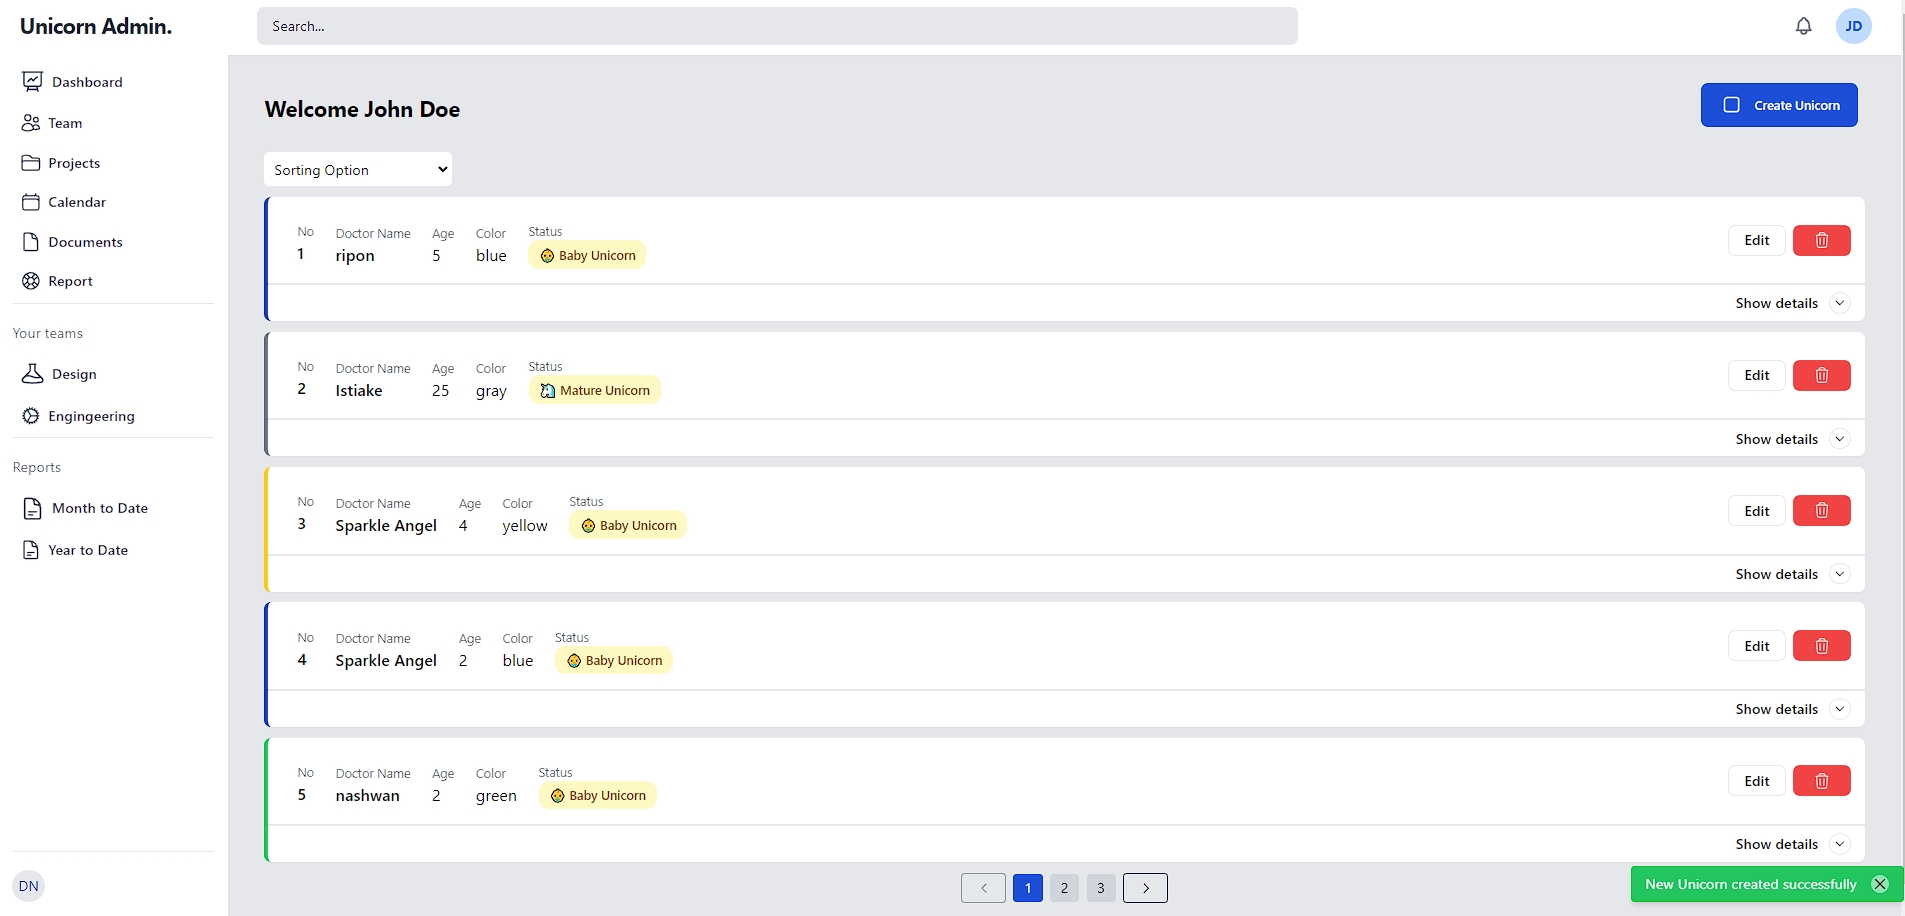 Unicorn Admin.
Search...
JD
Dashboard
Team
Projects
Calendar
Documents
Report
Your teams
Design
Engingeering
Reports
Month to Date
Year to Date
DN
Welcome John Doe
Create Unicorn
Sorting Option
No Doctor Name Age Color Status
1 ripon 5 blue Baby Unicorn
Edit
Show details
No Doctor Name Age Color Status
2 Istiake 25 gray Mature Unicorn
Edit
Show details
No Doctor Name Age Color Status
3 Sparkle Angel 4 yellow Baby Unicorn
Edit
Show details
No Doctor Name Age Color Status
4 Sparkle Angel 2 blue Baby Unicorn
Edit
Show details
No Doctor Name Age Color Status
5 nashwan 2 green Baby Unicorn
Edit
Show details
< 1 2 3 >
New Unicorn created successfully